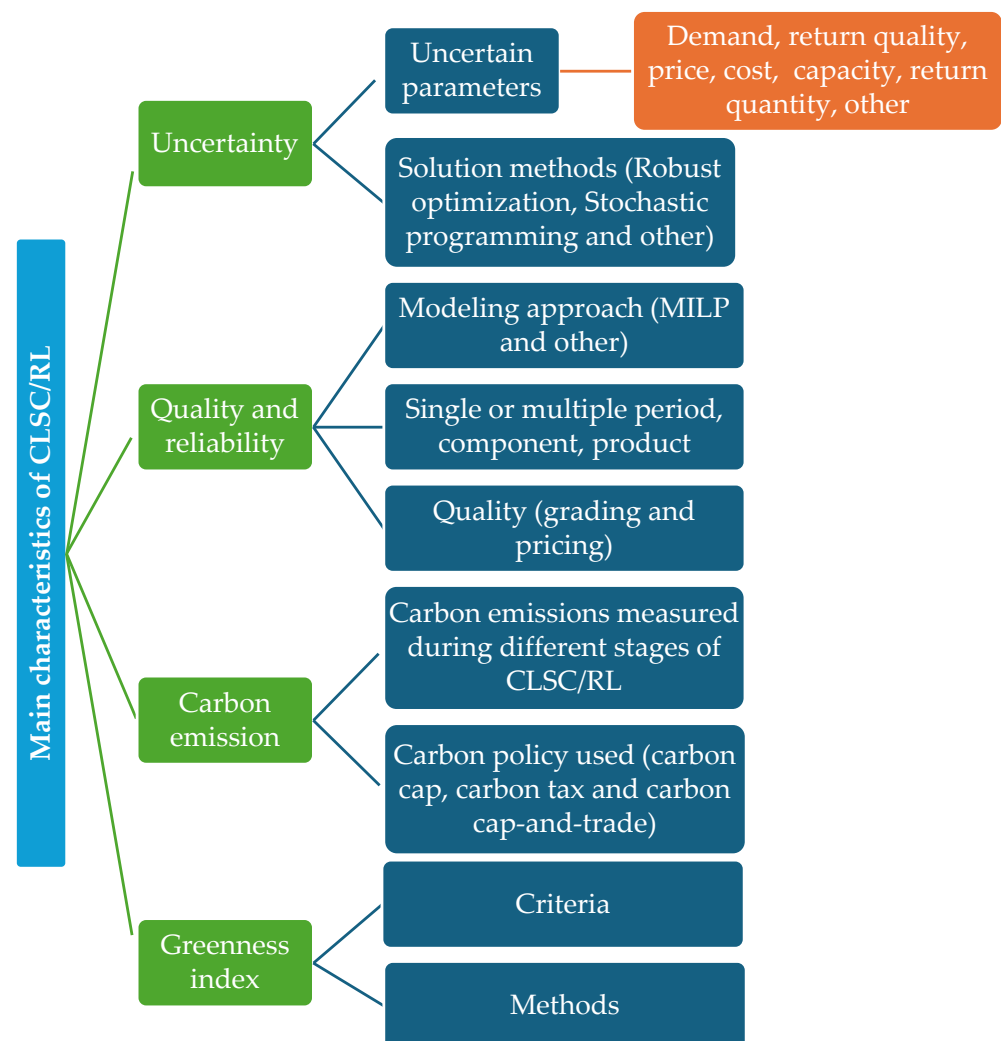 Main characteristics of CLSC/RL
Uncertainty
Uncertain
parameters
Demand, return quality,
price, cost, capacity, return
quantity, other
Solution methods (Robust
optimization, Stochastic
programming and other)
Quality and
reliability
Modeling approach (MILP
and other)
Single or multiple period,
component, product
Quality (grading and
pricing)
Carbon
emission
Carbon emissions measured
during different stages of
CLSC/RL
Carbon policy used (carbon
cap, carbon tax and carbon
cap-and-trade)
Greenness
index
Criteria
Methods